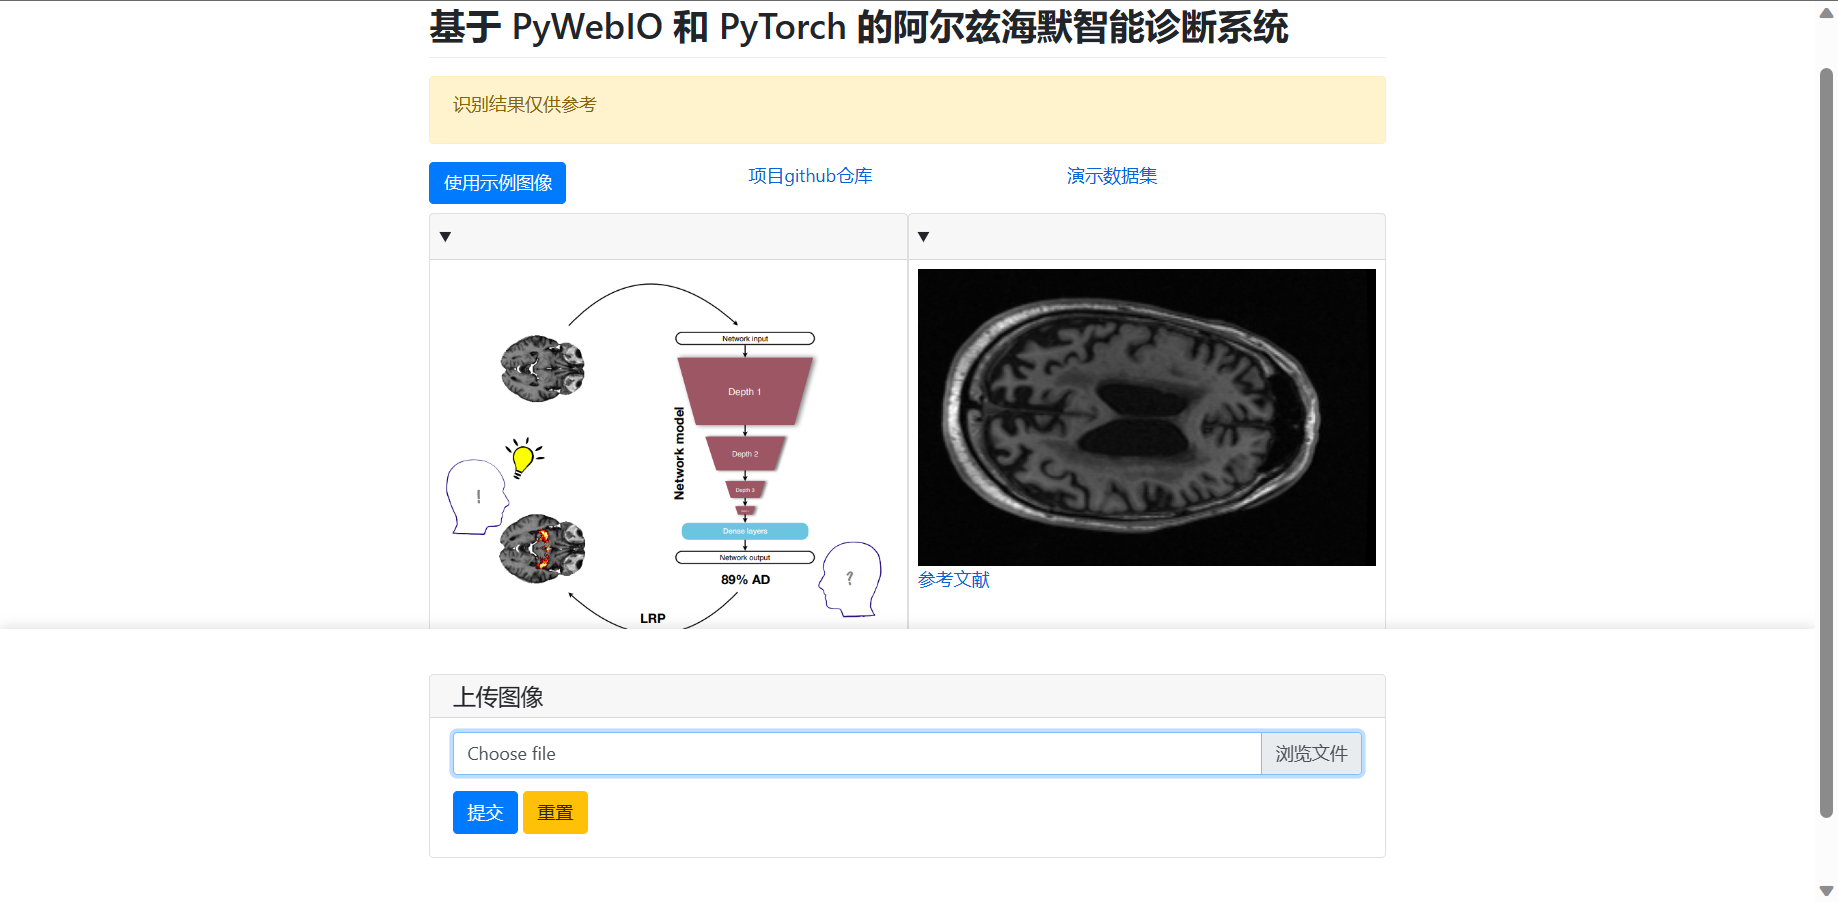 基于 PyWebIO 和 PyTorch 的阿尔兹海默智能诊断系统
识别结果仅供参考
使用示例图像
项目github仓库
演示数据集
Network input
Depth 1
Network model
Depth 2
Depth 3
Dense layers
Network output
89% AD
LRP
!
?
参考文献
上传图像
Choose file
浏览文件
提交
重置